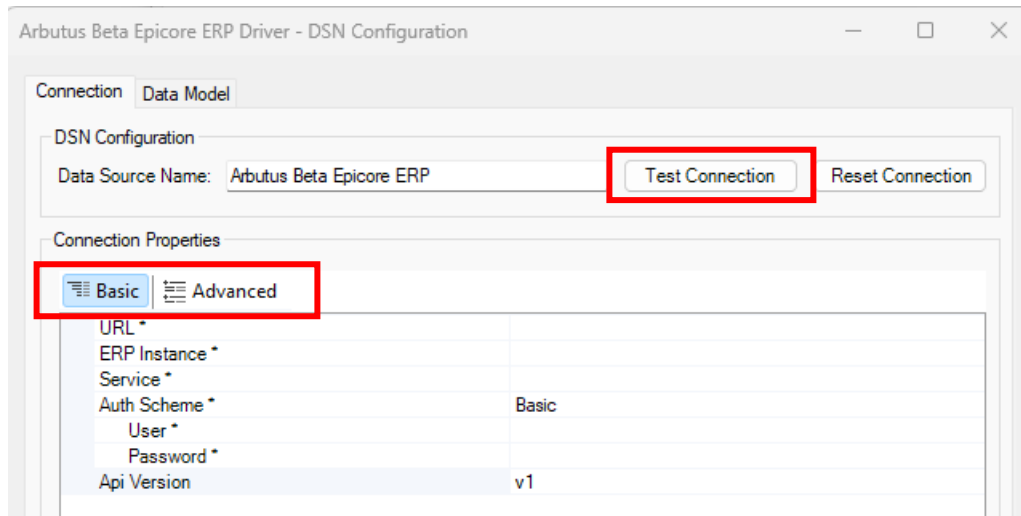 Arbutus Beta Epicore ERP Driver - DSN Configuration
Connection Data Model
DSN Configuration
Data Source Name: Arbutus Beta Epicore ERP Test Connection Reset Connection
Connection Properties
Basic Advanced
URL *
ERP Instance *
Service *
Auth Scheme * Basic
User *
Password *
Api Version v1